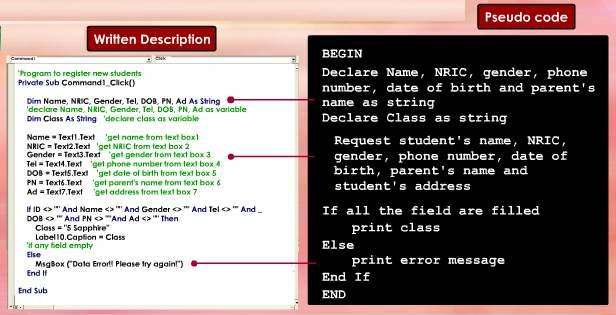 Pseudo code
Written Description
Command1
Click
'Program to register new students
Private Sub Command1_Click()
Dim Name, NRIC, Gender, Tel, DOB, PN, Ad As String
'declare Name, NRIC, Gender, Tel, DOB, PN, Ad as variable
Dim Class As String 'declare class as variable
Name = Text1.Text 'get name from text box1
NRIC = Text2.Text 'get NRIC from text box 2
Gender = Text3.Text 'get gender from text box 3
Tel = Text4.Text 'get phone number from text box 4
DOB = Text5.Text 'get date of birth from text box 5
PN = Text6.Text 'get parent's name from text box 6
Ad = Text7.Text 'get address from text box 7
If ID <> "" And Name <> "" And Gender <> "" And Tel <> "" And _
DOB <> "" And PN <> ""And Ad <> "" Then
Class = "5 Sapphire"
Label10.Caption = Class
'if any field empty
Else
MsgBox ("Data Error!! Please try again!")
End If
End Sub
BEGIN
Declare Name, NRIC, gender, phone
number, date of birth and parent's
name as string
Declare Class as string
Request student's name, NRIC,
gender, phone number, date of
birth, parent's name and
student's address
If all the field are filled
print class
Else
print error message
End If
END